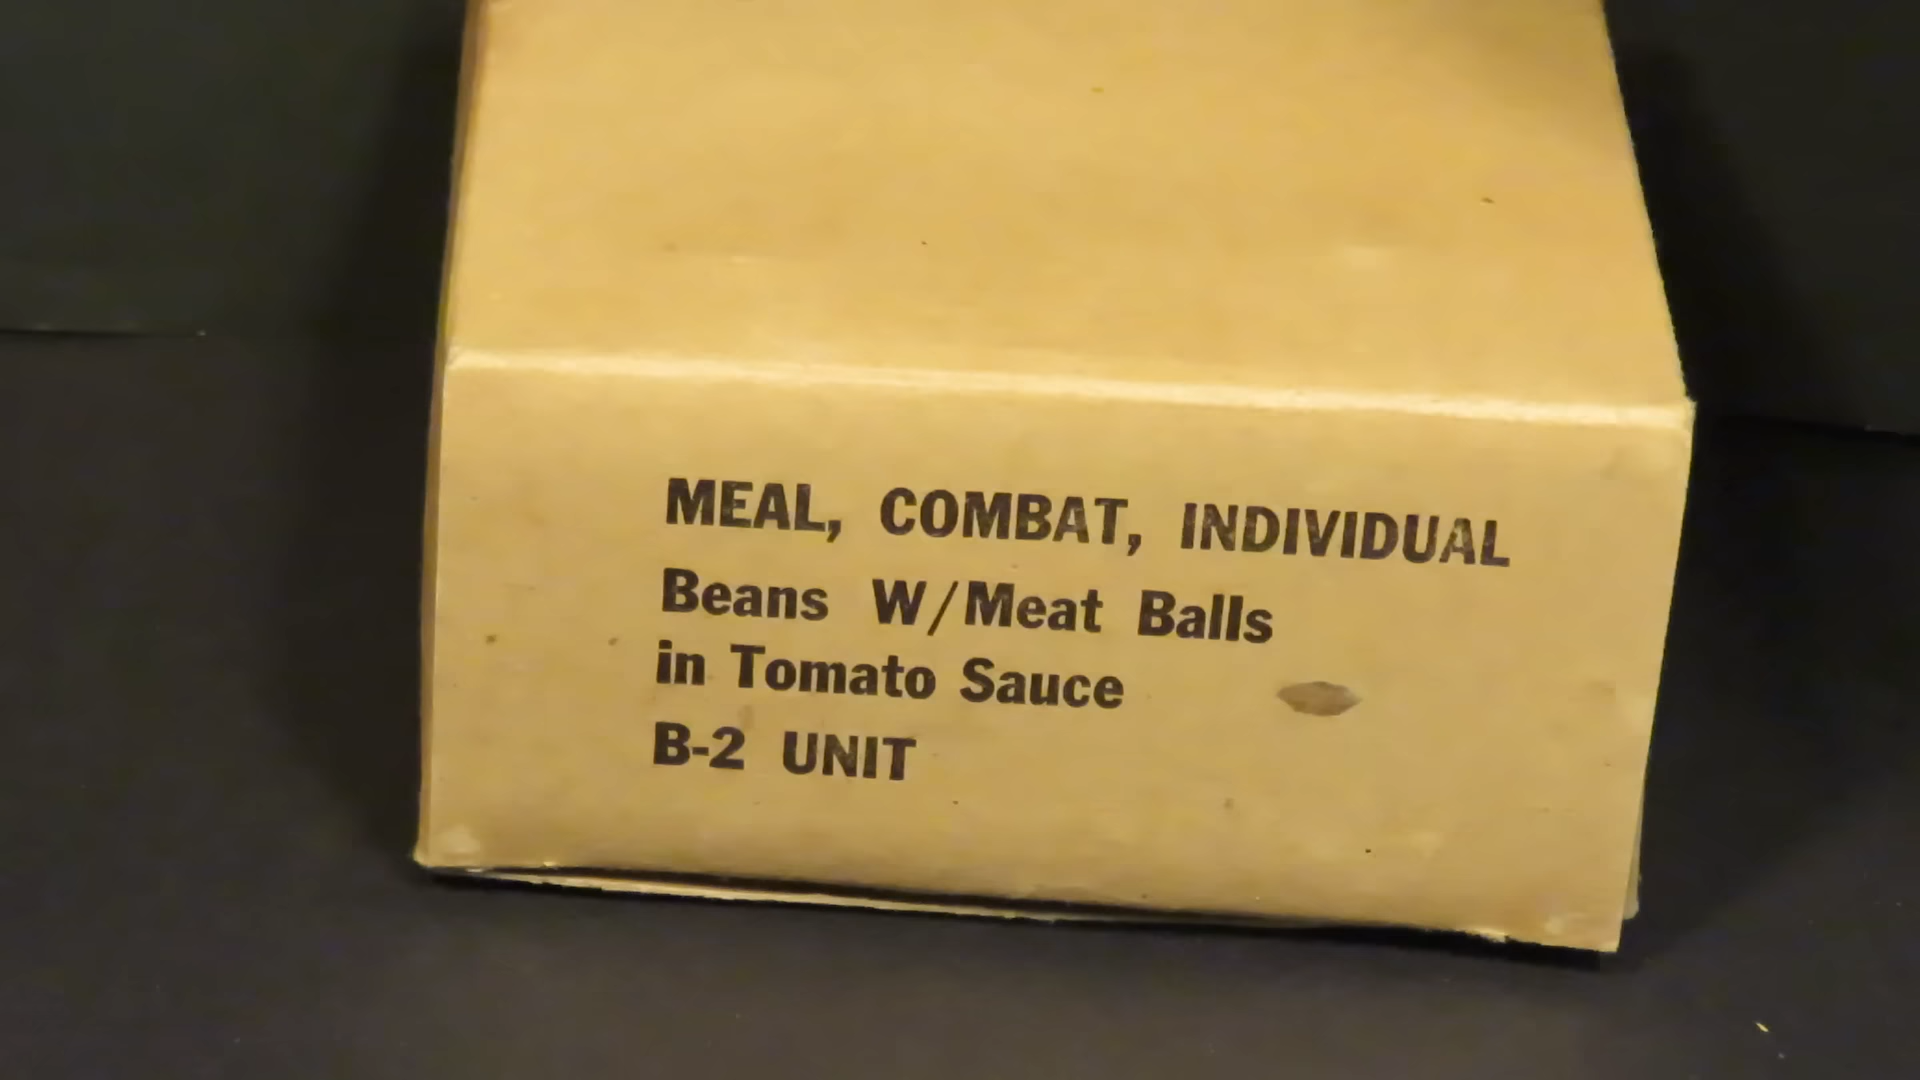 MEAL, COMBAT, INDIVIDUAL
Beans W/Meat Balls
in Tomato Sauce
B-2 UNIT